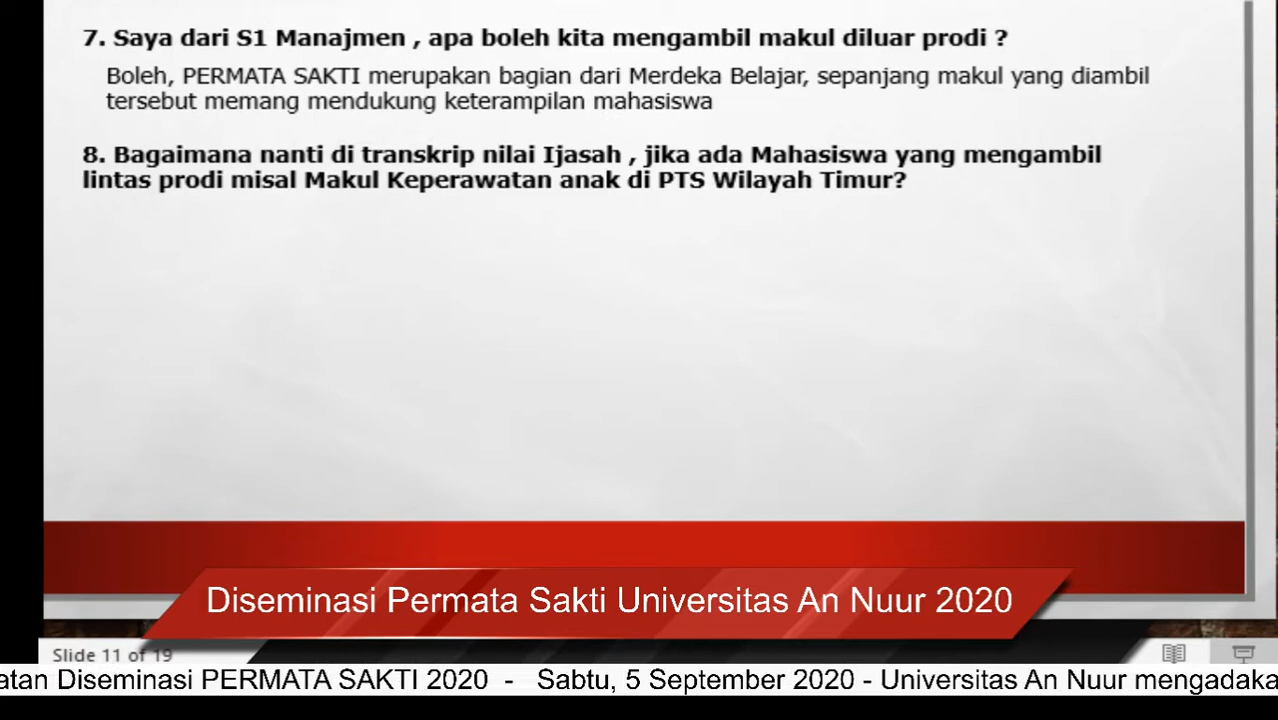 7. Saya dari S1 Manajmen , apa boleh kita mengambil makul diluar prodi ?
Boleh, PERMATA SAKTI merupakan bagian dari Merdeka Belajar, sepanjang makul yang diambil
tersebut memang mendukung keterampilan mahasiswa
8. Bagaimana nanti di transkrip nilai Ijasah , jika ada Mahasiswa yang mengambil
lintas prodi misal Makul Keperawatan anak di PTS Wilayah Timur?
Diseminasi Permata Sakti Universitas An Nuur 2020
Slide 11 of 19
atan Diseminasi PERMATA SAKTI 2020 - Sabtu, 5 September 2020 - Universitas An Nuur mengadaka